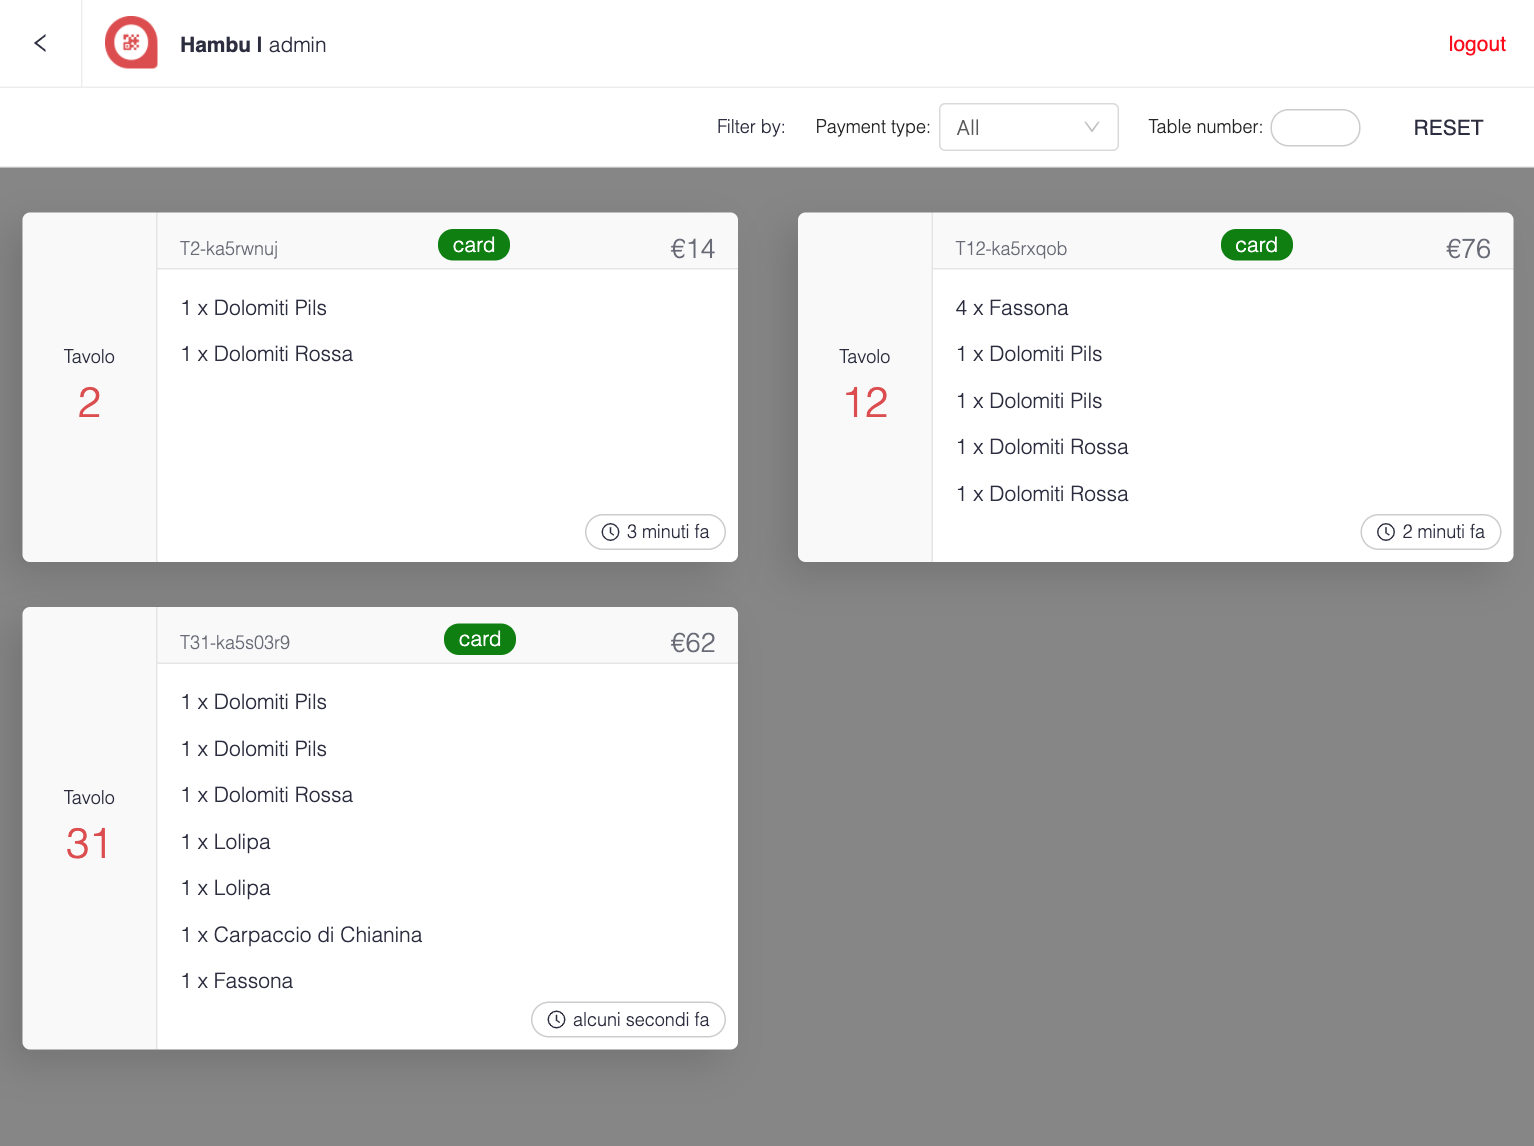 Hambu | admin
logout
Filter by: Payment type: All Table number: RESET
T2-ka5rwnuj card €14
Tavolo
2
1 x Dolomiti Pils
1 x Dolomiti Rossa
3 minuti fa
T12-ka5rxqob card €76
Tavolo
12
4 x Fassona
1 x Dolomiti Pils
1 x Dolomiti Pils
1 x Dolomiti Rossa
1 x Dolomiti Rossa
2 minuti fa
T31-ka5s03r9 card €62
Tavolo
31
1 x Dolomiti Pils
1 x Dolomiti Pils
1 x Dolomiti Rossa
1 x Lolipa
1 x Lolipa
1 x Carpaccio di Chianina
1 x Fassona
alcuni secondi fa